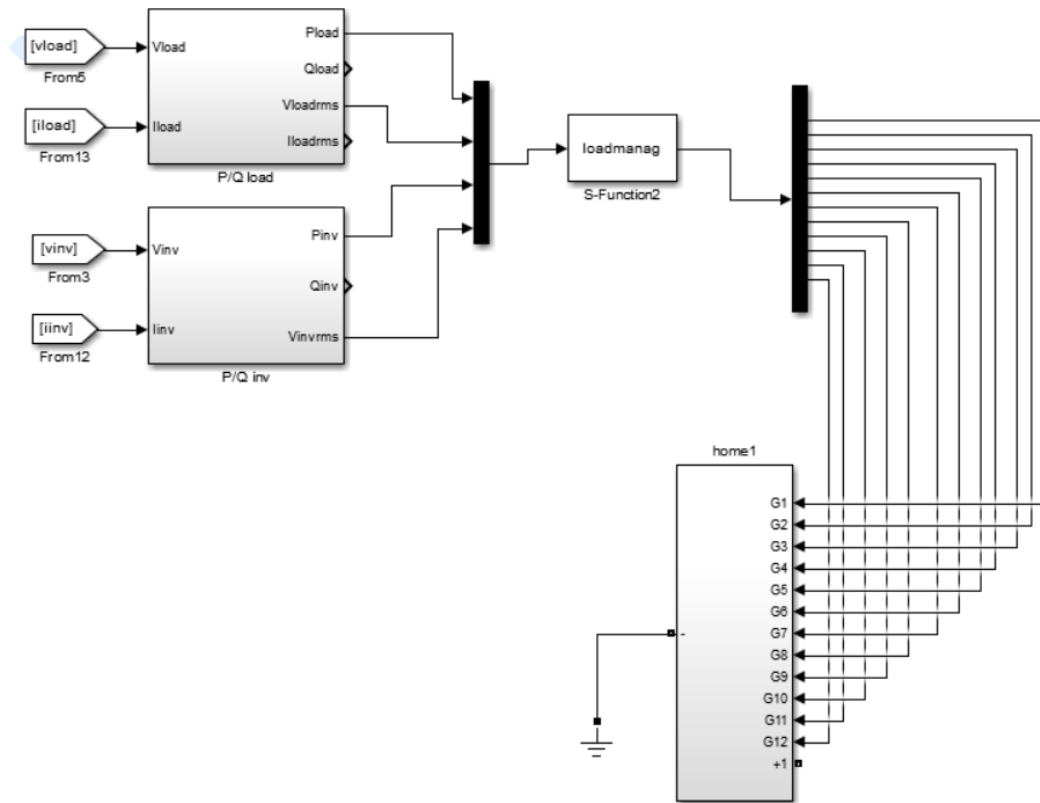 [vload]
From5
[iload]
From13
Vload
Iload
Pload
Qload
Vloadrms
Iloadrms
P/Q load
[vinv]
From3
[iinv]
From12
Vinv
Iinv
Pinv
Qinv
Vinvrms
P/Q inv
loadmanag
S-Function2
home1
G1
G2
G3
G4
G5
G6
G7
G8
G9
G10
G11
G12
+1
-